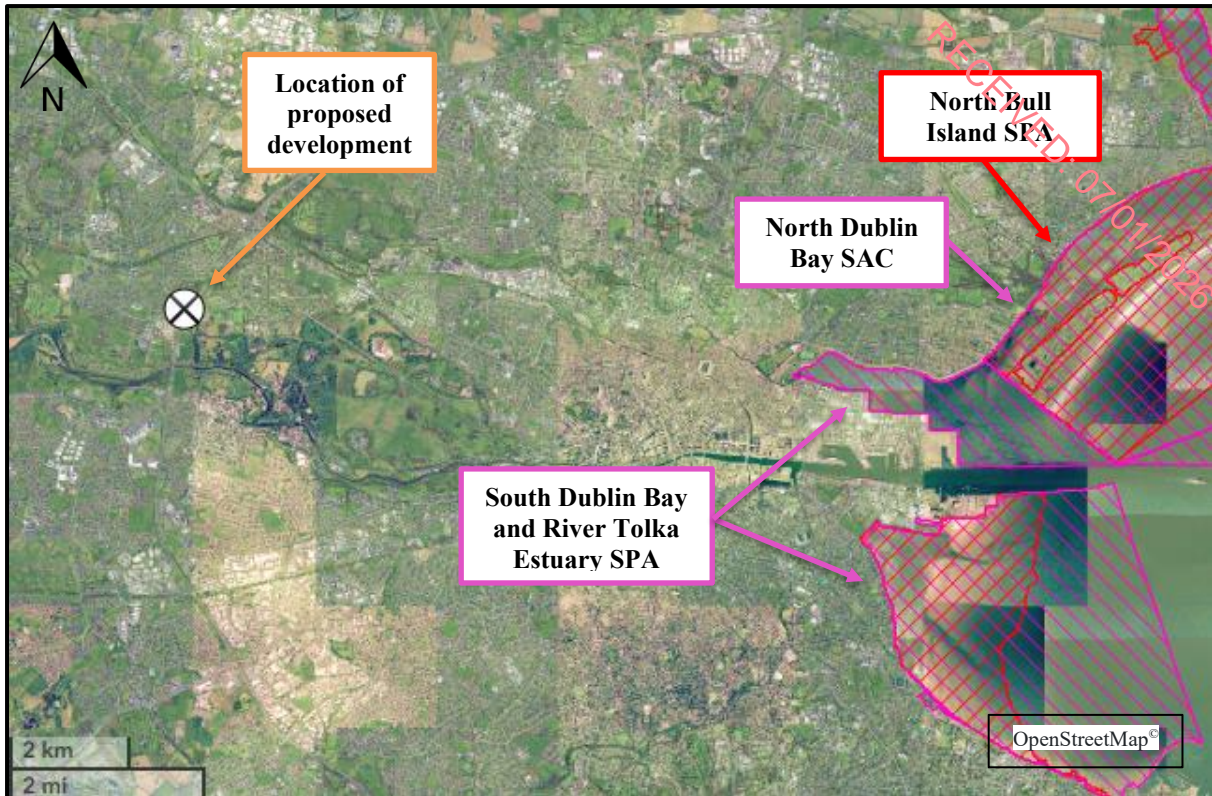 N
Location of
proposed
development
North Bull
Island SPA
RECEIVED: 07/01/2026
North Dublin
Bay SAC
South Dublin Bay
and River Tolka
Estuary SPA
OpenStreetMap©
2 km
2 mi